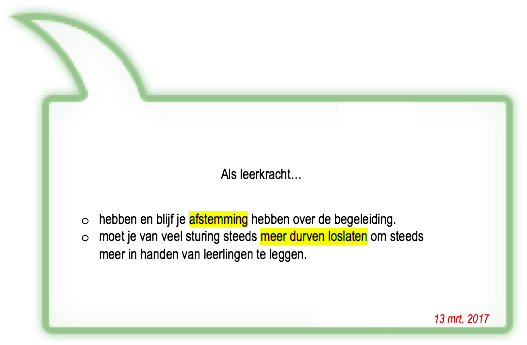 Als leerkracht…
o hebben en blijf je afstemming hebben over de begeleiding.
o moet je van veel sturing steeds meer durven loslaten om steeds
meer in handen van leerlingen te leggen.
13 mrt. 2017